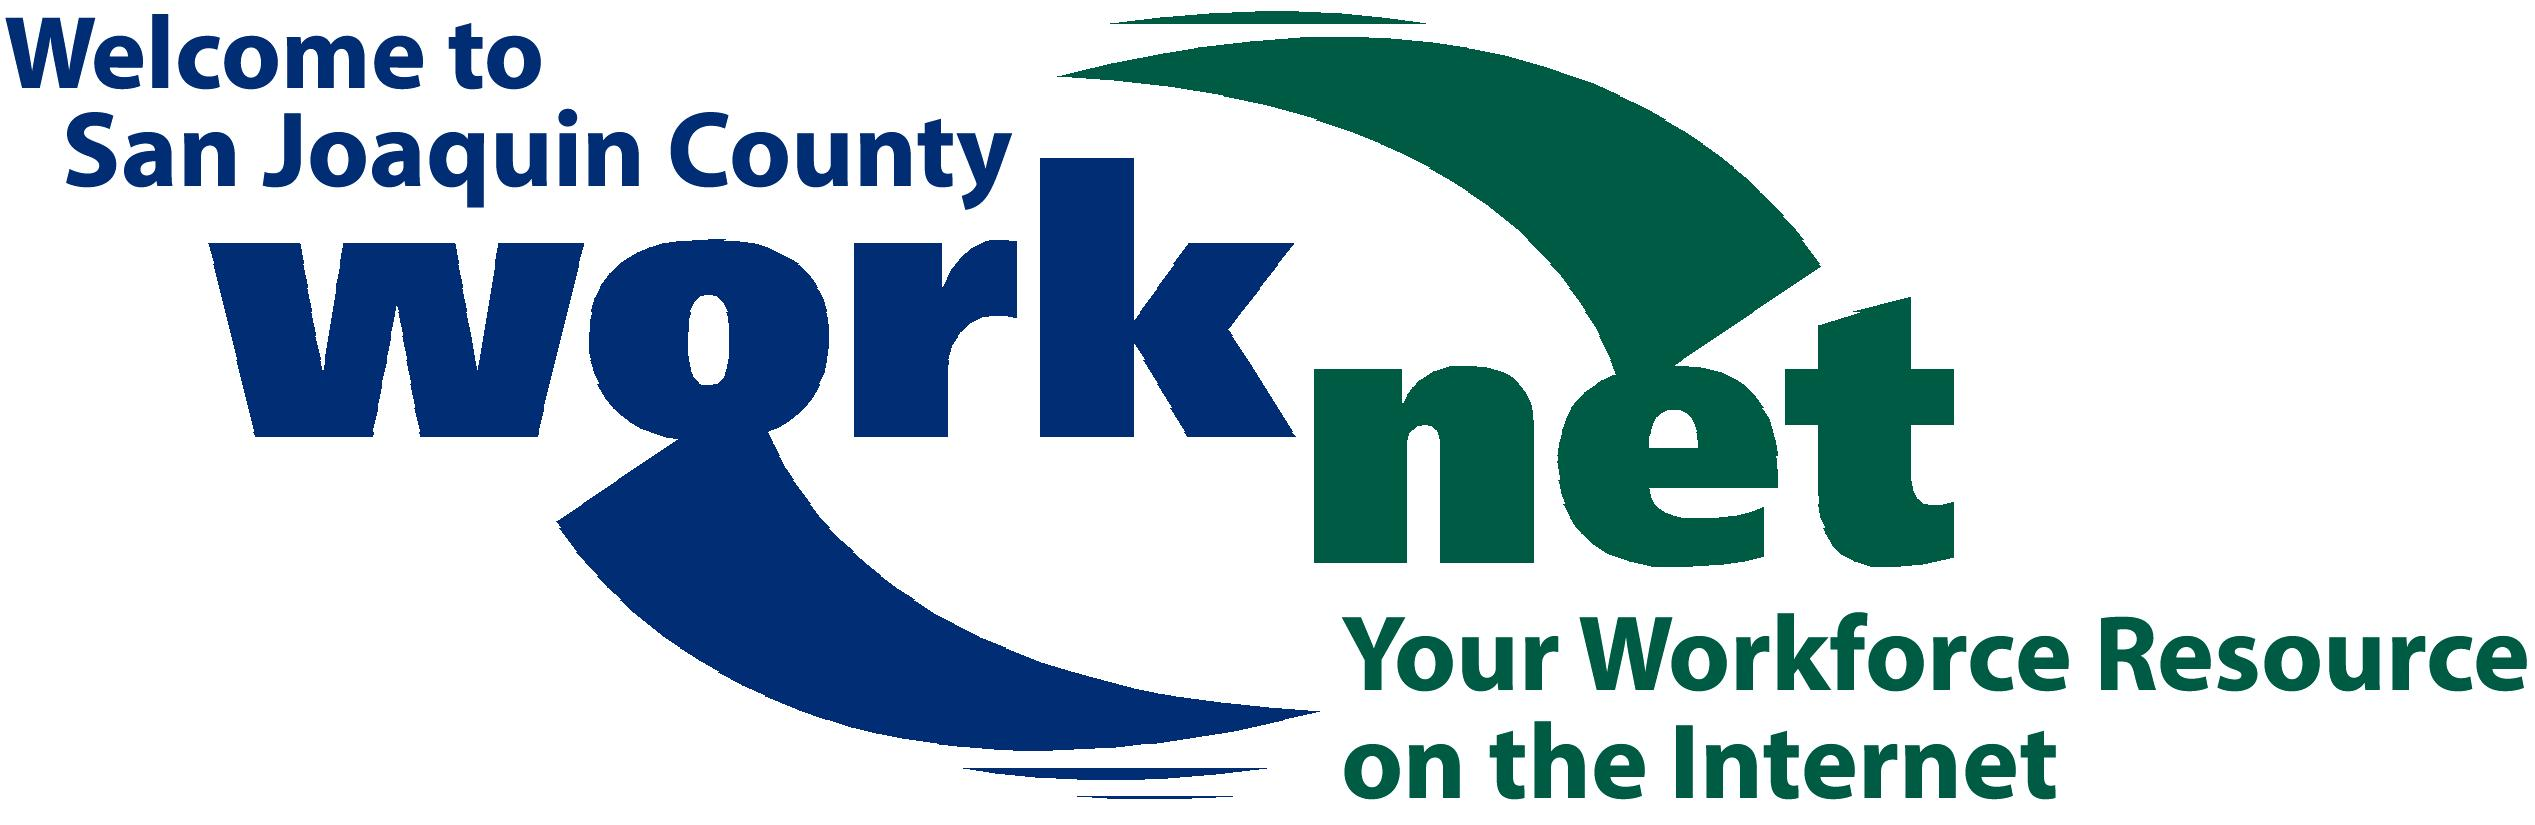 Welcome to
San Joaquin County
work
net
Your Workforce Resource
on the Internet